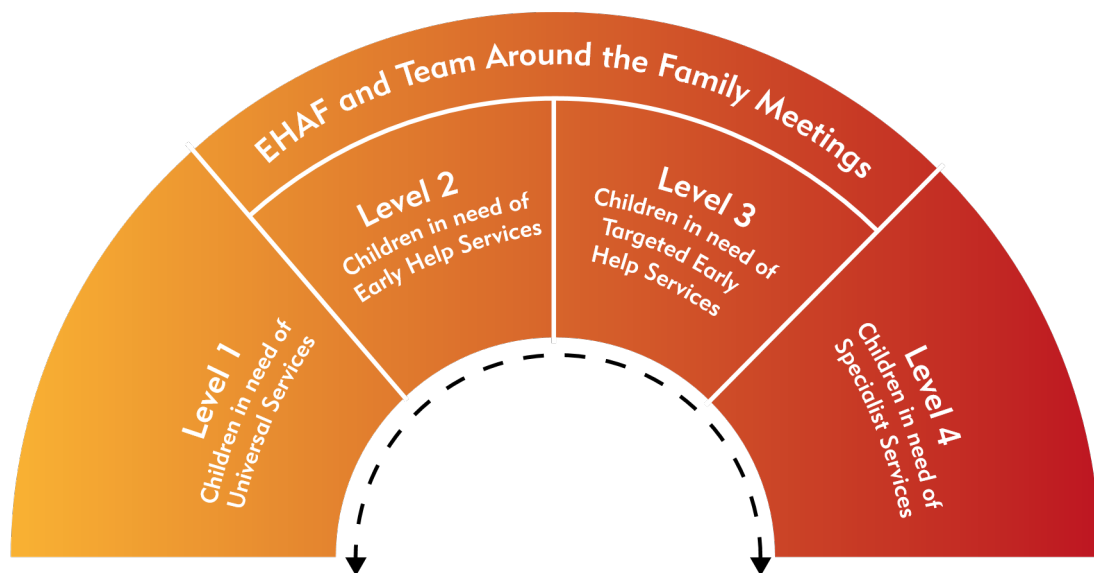 EHAF and Team Around the Family Meetings
Level 1
Children in need of
Universal Services
Level 2
Children in need of
Early Help Services
Level 3
Children in need of
Targeted Early
Help Services
Level 4
Children in need of
Specialist Services